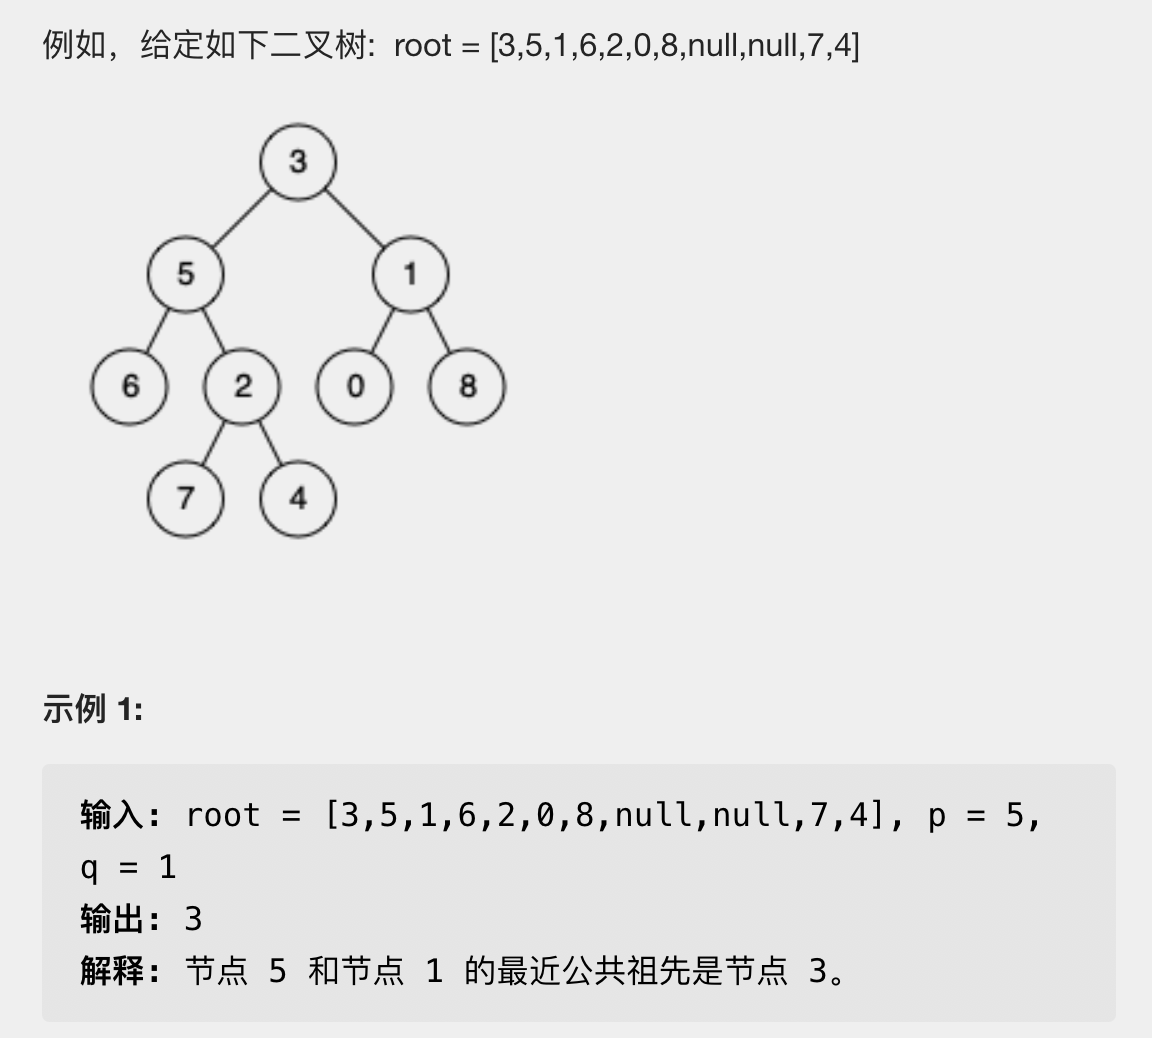 例如，给定如下二叉树:  root = [3,5,1,6,2,0,8,null,null,7,4]
3
5 1
6 2 0 8
7 4
示例 1:
输入: root = [3,5,1,6,2,0,8,null,null,7,4], p = 5,
q = 1
输出: 3
解释: 节点 5 和节点 1 的最近公共祖先是节点 3。